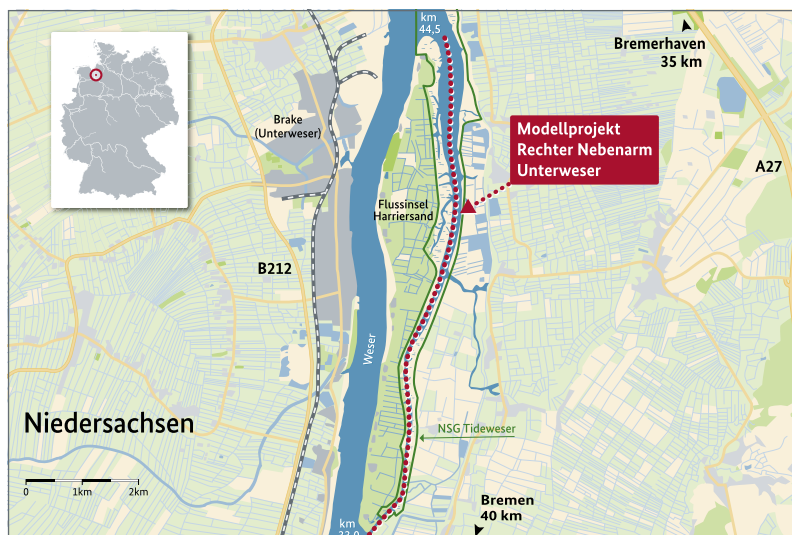 km
44,5
Bremerhaven
35 km
Brake
(Unterweser)
Modellprojekt
Rechter Nebenarm
Unterweser
A27
Flussinsel
Harriersand
B212
Weser
Niedersachsen
NSG Tideweser
0
1km
2km
Bremen
40 km
km